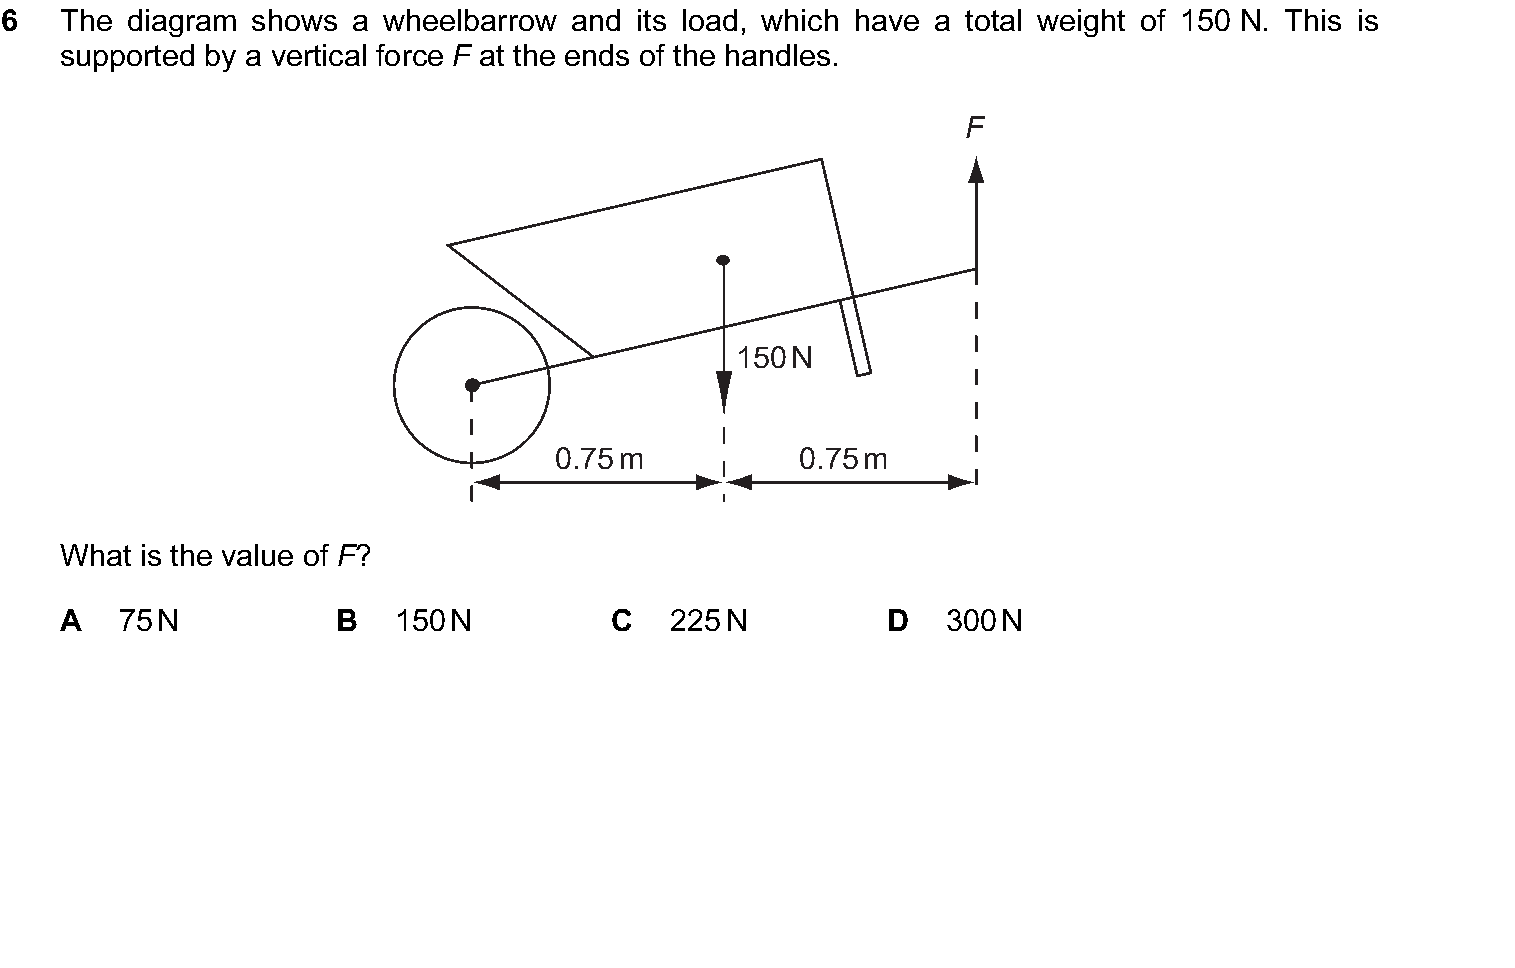 6 The diagram shows a wheelbarrow and its load, which have a total weight of 150 N. This is
supported by a vertical force F at the ends of the handles.
F
150 N
0.75 m 0.75 m
What is the value of F?
A 75 N B 150 N C 225 N D 300 N